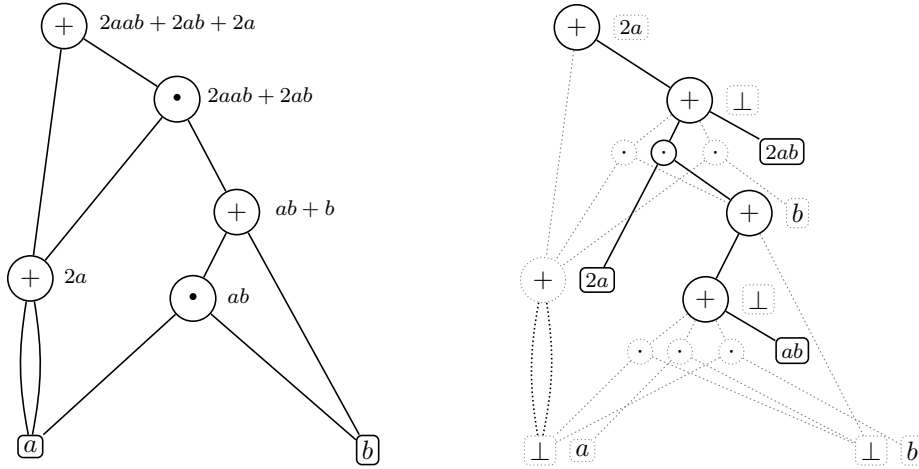 + 2aab + 2ab + 2a
• 2aab + 2ab
+ ab + b
+ 2a
• ab
a
b
+ 2a
+ ⊥
· · · 2ab
+ b
+ 2a
+ ⊥
· · · ab
⊥ a ⊥ b